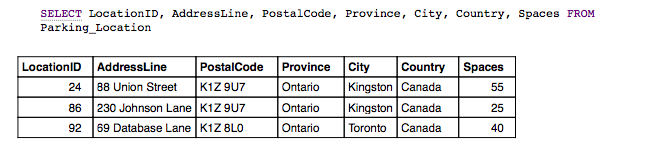 SELECT LocationID, AddressLine, PostalCode, Province, City, Country, Spaces FROM
Parking_Location
LocationID AddressLine PostalCode Province City Country Spaces
24 88 Union Street K1Z 9U7 Ontario Kingston Canada 55
86 230 Johnson Lane K1Z 9U7 Ontario Kingston Canada 25
92 69 Database Lane K1Z 8L0 Ontario Toronto Canada 40